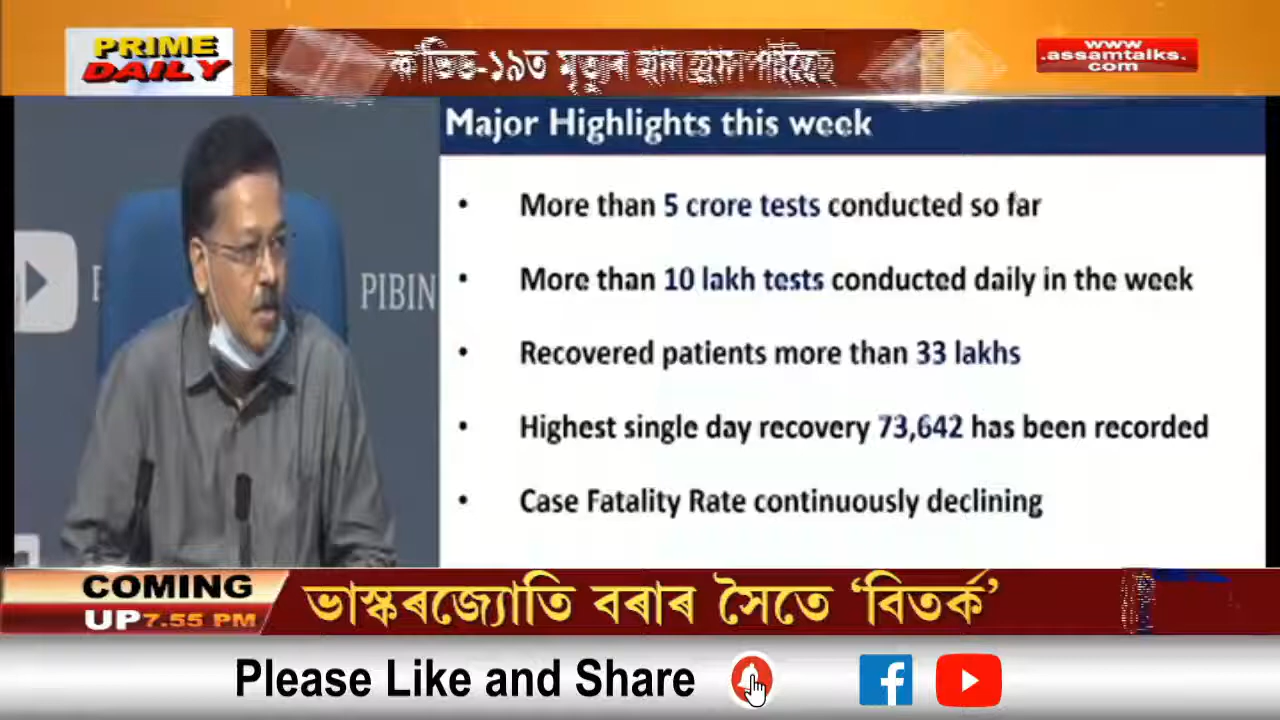 PRIME
DAILY
কভিড-১৯ত মৃত্যুৰ হাৰ হ্ৰাস পাইছে
www
.assamtalks.
com
Major Highlights this week
• More than 5 crore tests conducted so far
• More than 10 lakh tests conducted daily in the week
• Recovered patients more than 33 lakhs
• Highest single day recovery 73,642 has been recorded
• Case Fatality Rate continuously declining
PIBIN
COMING
UP 7.55 PM
ভাস্কৰজ্যোতি বৰাৰ সৈতে ‘বিতৰ্ক’
Please Like and Share